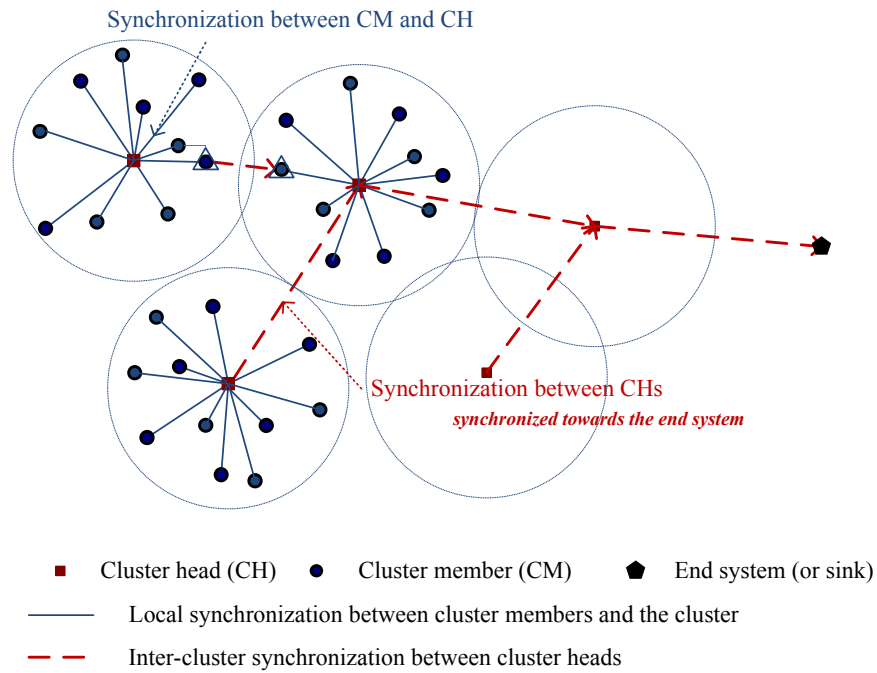 Synchronization between CM and CH
Synchronization between CHs
synchronized towards the end system
Cluster head (CH)
Cluster member (CM)
End system (or sink)
Local synchronization between cluster members and the cluster
Inter-cluster synchronization between cluster heads